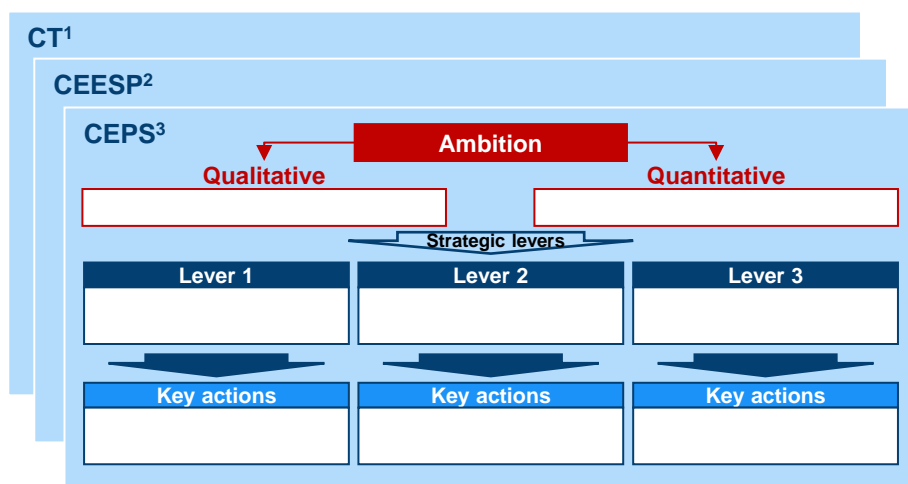 CT¹
CEESP²
CEPS³
Ambition
Qualitative
Quantitative
Strategic levers
Lever 1
Lever 2
Lever 3
Key actions
Key actions
Key actions